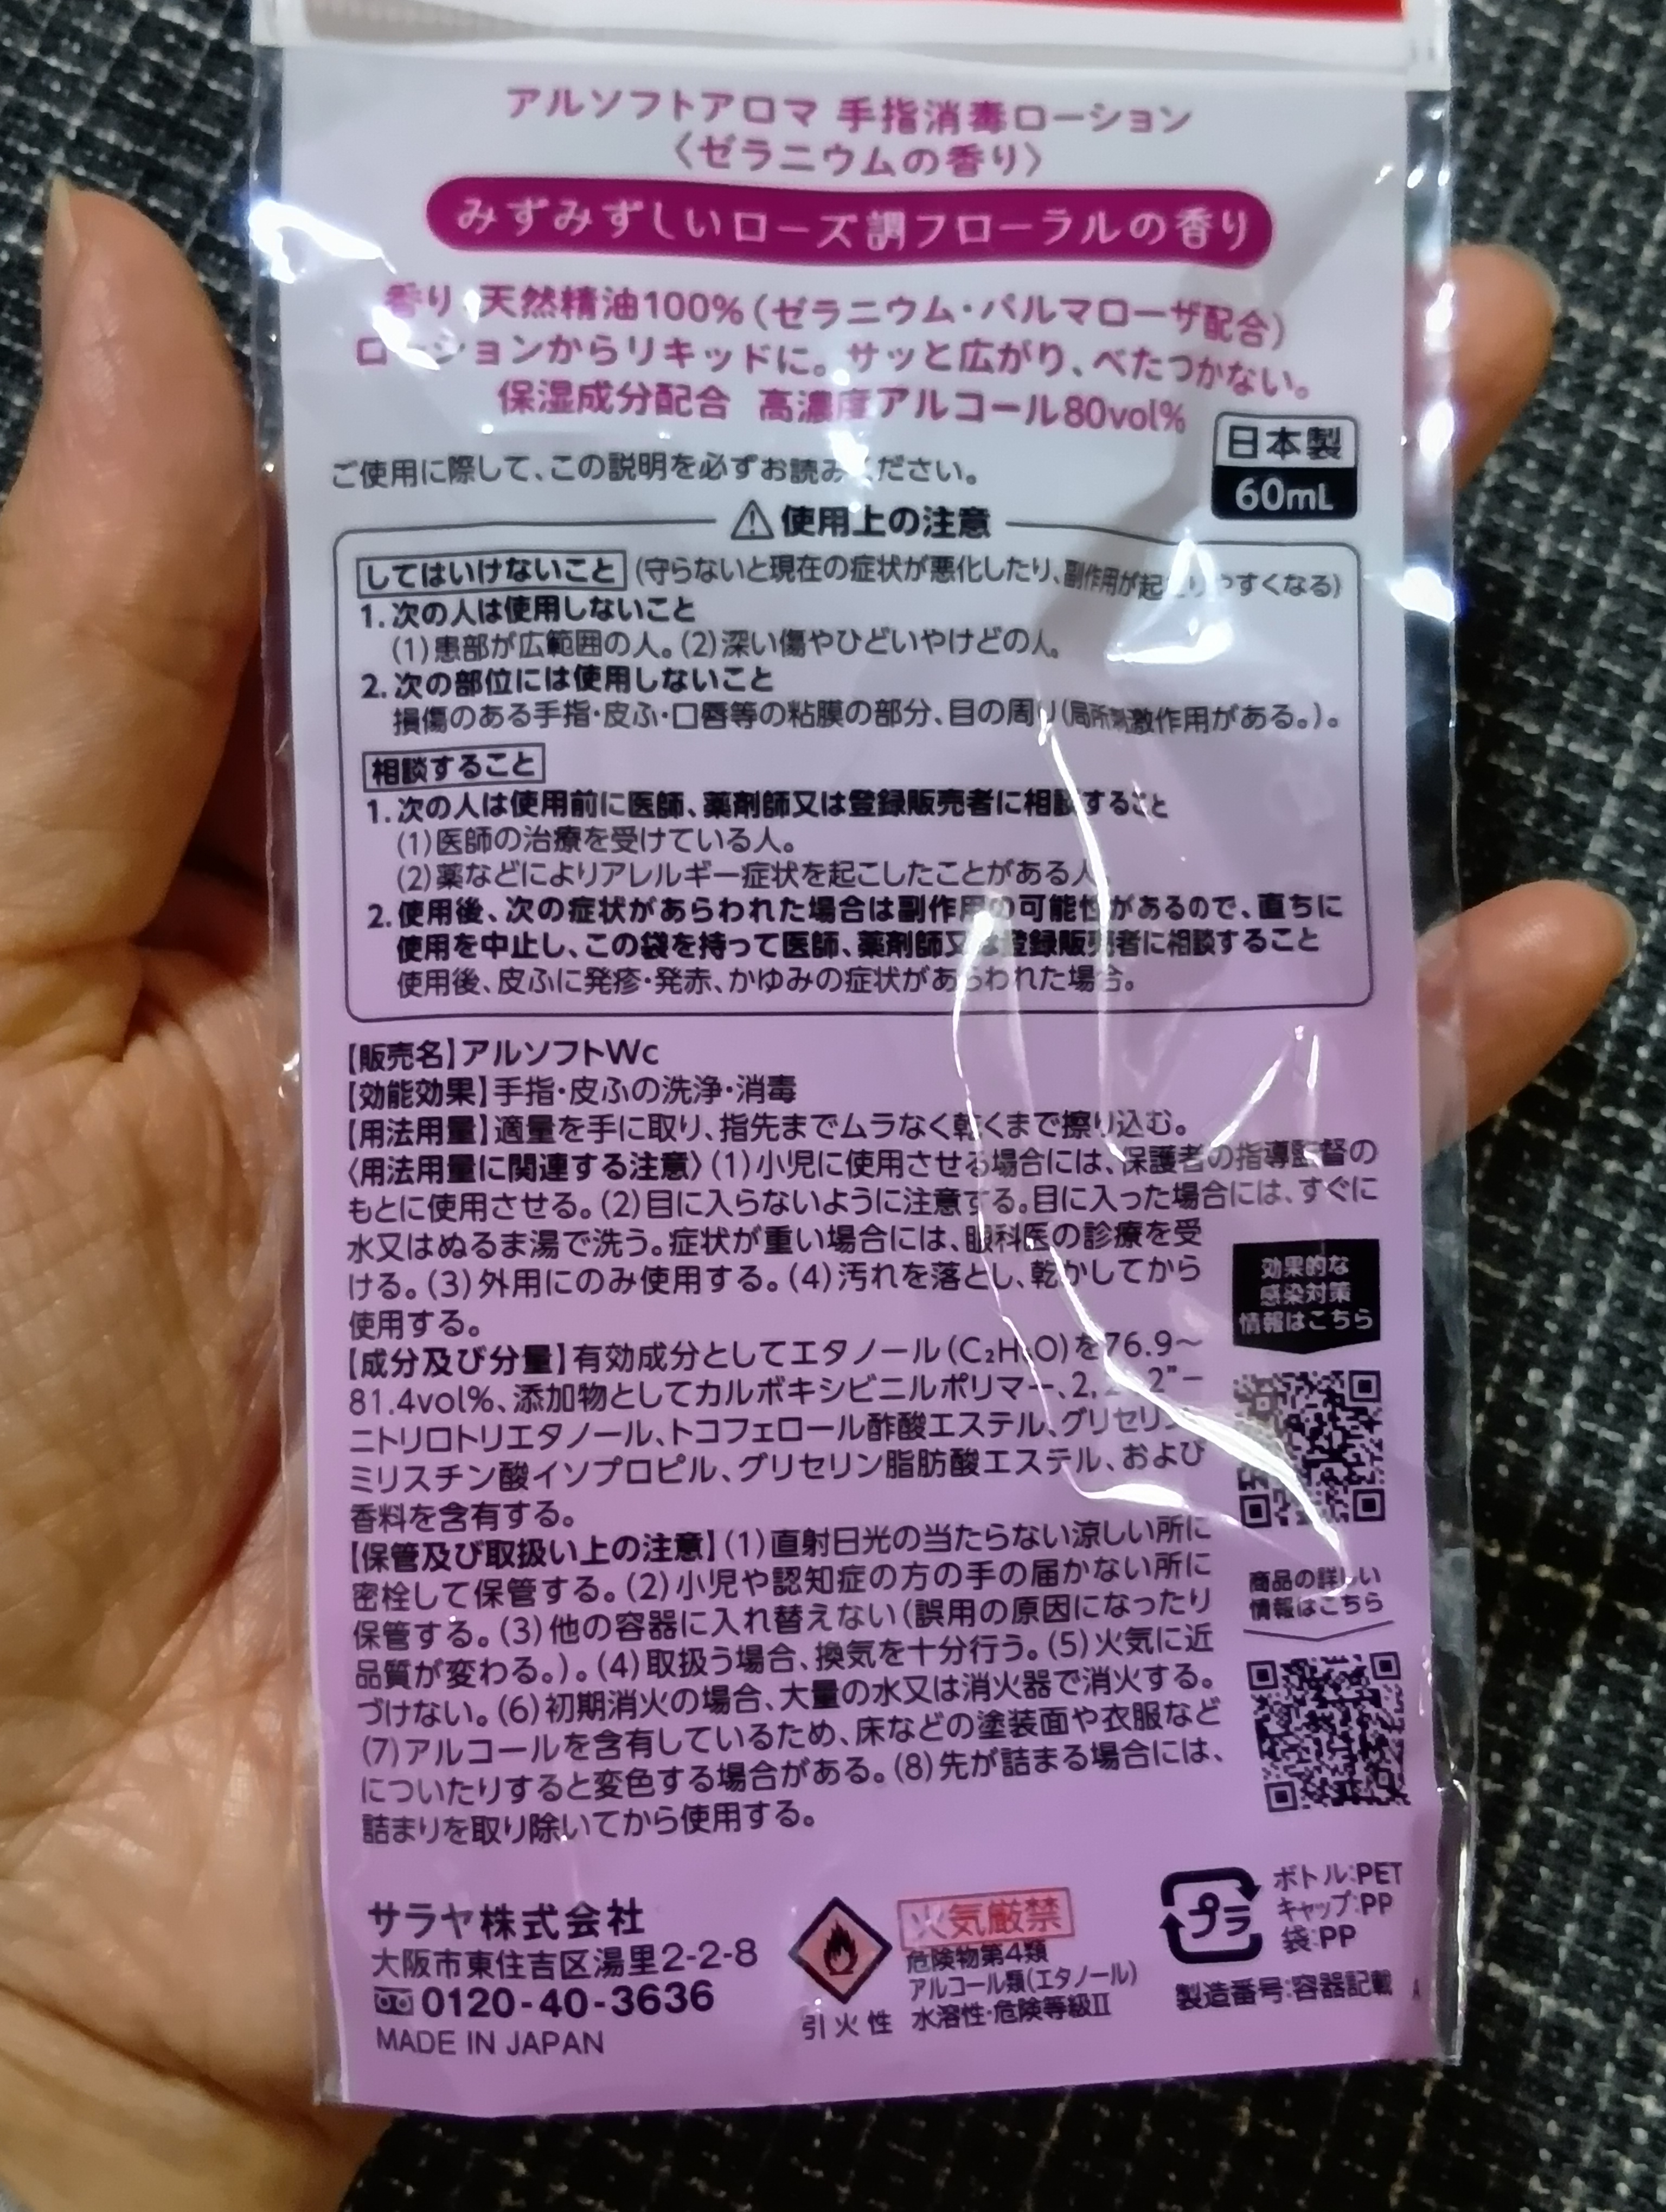 アルソフトアロマ 手指消毒ローション
〈ゼラニウムの香り〉
みずみずしいローズ調フローラルの香り
香り 天然精油100%(ゼラニウム・パルマローザ配合)
ローションからリキッドに。サッと広がり、べたつかない。
保湿成分配合 高濃度アルコール80vol%
日本製
60mL
ご使用に際して、この説明を必ずお読みください。
⚠使用上の注意
してはいけないこと (守らないと現在の症状が悪化したり、副作用が起こりやすくなる)
1. 次の人は使用しないこと
(1)患部が広範囲の人。(2)深い傷やひどいやけどの人。
2. 次の部位には使用しないこと
損傷のある手指・皮ふ・口唇等の粘膜の部分、目の周り(局所刺激作用がある。)。
相談すること
1. 次の人は使用前に医師、薬剤師又は登録販売者に相談すること
(1)医師の治療を受けている人。
(2)薬などによりアレルギー症状を起こしたことがある人。
2. 使用後、次の症状があらわれた場合は副作用の可能性があるので、直ちに
使用を中止し、この袋を持って医師、薬剤師又は登録販売者に相談すること
使用後、皮ふに発疹・発赤、かゆみの症状があらわれた場合。
【販売名】アルソフトWc
【効能効果】手指・皮ふの洗浄・消毒
【用法用量】適量を手に取り、指先までムラなく乾くまで擦り込む。
〈用法用量に関連する注意〉(1)小児に使用させる場合には、保護者の指導監督の
もとに使用させる。(2)目に入らないように注意する。目に入った場合には、すぐに
水又はぬるま湯で洗う。症状が重い場合には、眼科医の診療を受
ける。(3)外用にのみ使用する。(4)汚れを落とし、乾かしてから
使用する。
【成分及び分量】有効成分としてエタノール(C₂H₆O)を76.9～
81.4vol%、添加物としてカルボキシビニルポリマー、2,2',2"－
ニトリロトリエタノール、トコフェロール酢酸エステル、グリセリン、
ミリスチン酸イソプロピル、グリセリン脂肪酸エステル、および
香料を含有する。
【保管及び取扱い上の注意】(1)直射日光の当たらない涼しい所に
密栓して保管する。(2)小児や認知症の方の手の届かない所に
保管する。(3)他の容器に入れ替えない(誤用の原因になったり
品質が変わる。)。(4)取扱う場合、換気を十分行う。(5)火気に近
づけない。(6)初期消火の場合、大量の水又は消火器で消火する。
(7)アルコールを含有しているため、床などの塗装面や衣服など
についたりすると変色する場合がある。(8)先が詰まる場合には、
詰まりを取り除いてから使用する。
効果的な
感染対策
情報はこちら
商品の詳しい
情報はこちら
サラヤ株式会社
大阪市東住吉区湯里2-2-8
0120-40-3636
MADE IN JAPAN
引火性
火気厳禁
危険物第4類
アルコール類(エタノール)
水溶性・危険等級Ⅱ
プラ
ボトル:PET
キャップ:PP
袋:PP
製造番号:容器記載
A